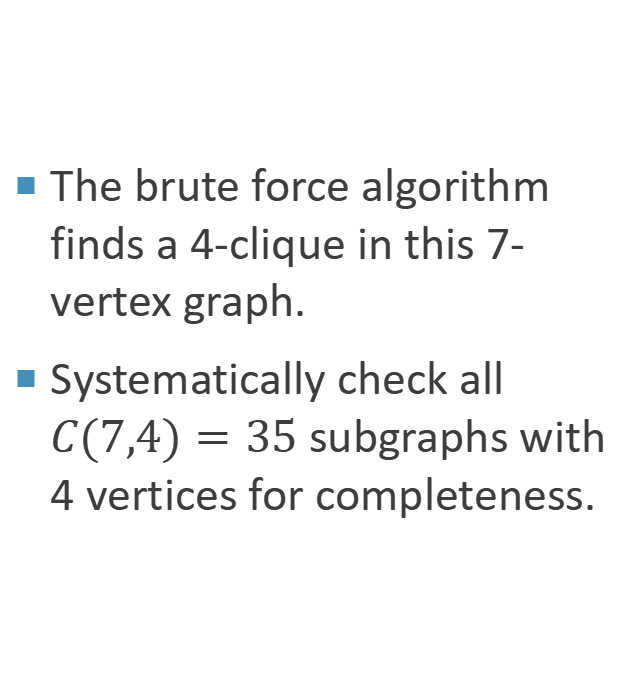 ▪ The brute force algorithm
finds a 4-clique in this 7-
vertex graph.
▪ Systematically check all
C(7,4) = 35 subgraphs with
4 vertices for completeness.